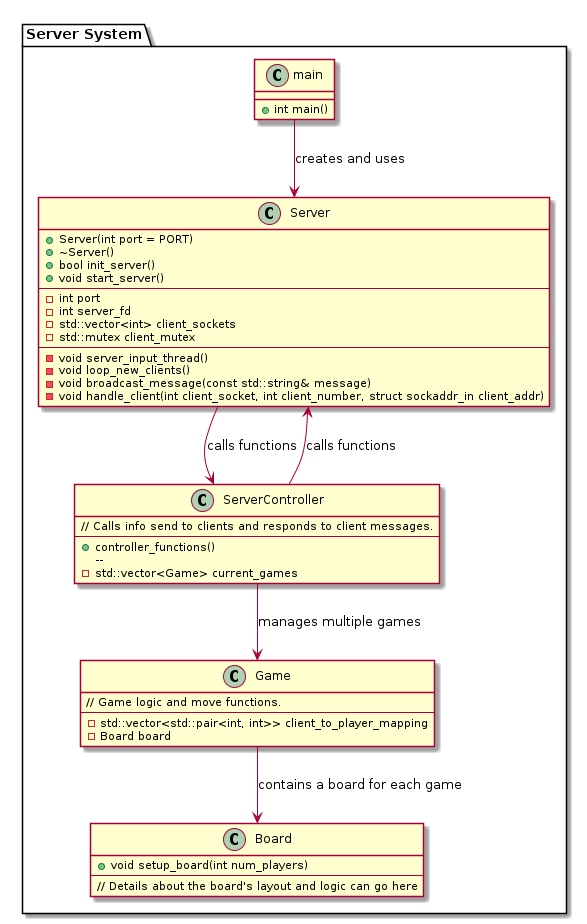 Server System
C main
int main()
creates and uses
C Server
Server(int port = PORT)
~Server()
bool init_server()
void start_server()
int port
int server_fd
std::vector<int> client_sockets
std::mutex client_mutex
void server_input_thread()
void loop_new_clients()
void broadcast_message(const std::string& message)
void handle_client(int client_socket, int client_number, struct sockaddr_in client_addr)
calls functions
calls functions
C ServerController
// Calls info send to clients and responds to client messages.
controller_functions()
--
std::vector<Game> current_games
manages multiple games
C Game
// Game logic and move functions.
std::vector<std::pair<int, int>> client_to_player_mapping
Board board
contains a board for each game
C Board
void setup_board(int num_players)
// Details about the board's layout and logic can go here